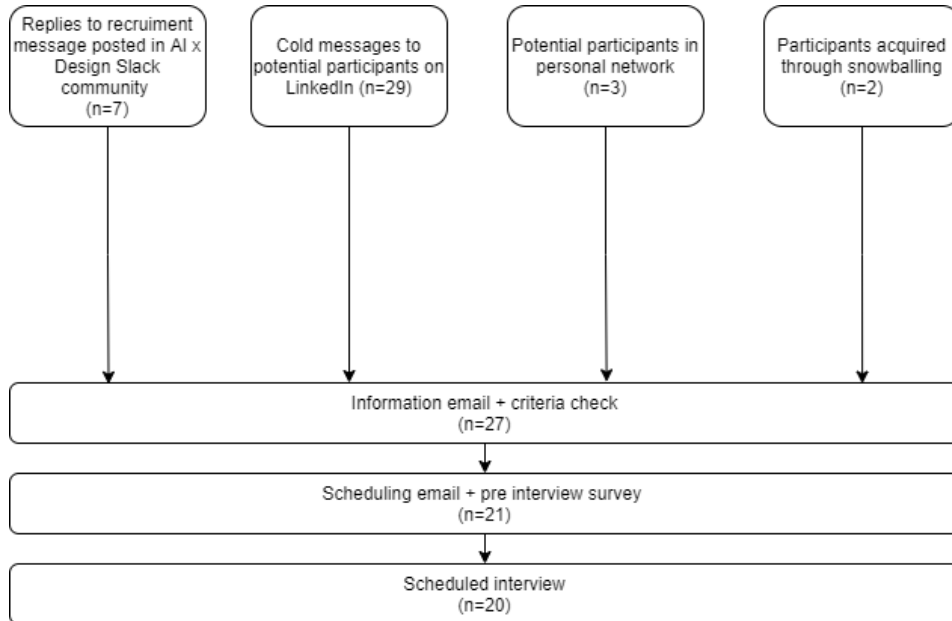 Replies to recruiment
message posted in AI x
Design Slack
community
(n=7)
Cold messages to
potential participants on
LinkedIn (n=29)
Potential participants in
personal network
(n=3)
Participants acquired
through snowballing
(n=2)
Information email + criteria check
(n=27)
Scheduling email + pre interview survey
(n=21)
Scheduled interview
(n=20)